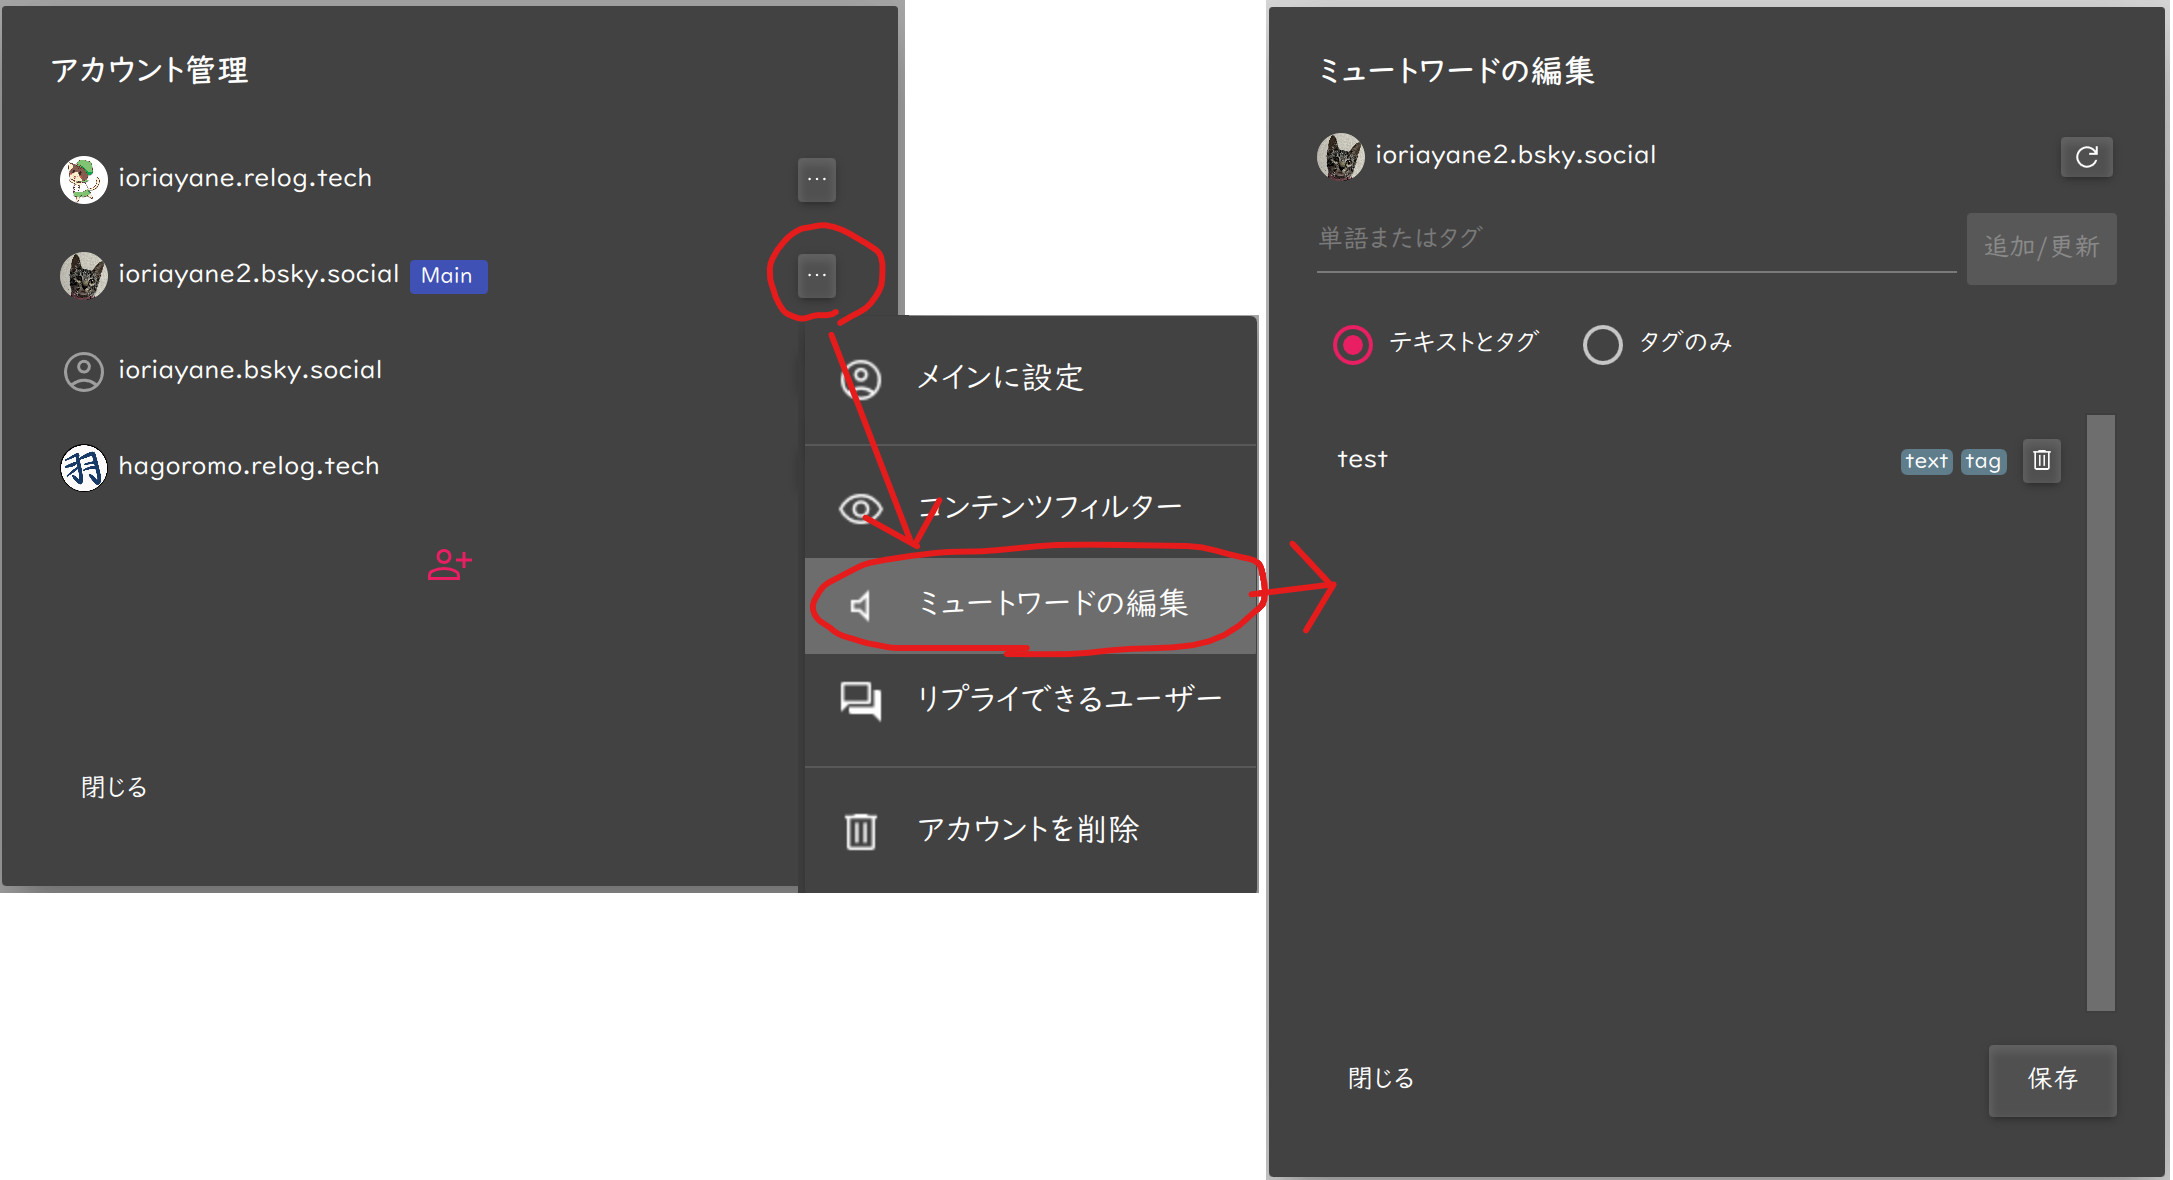 アカウント管理
ioriayane.relog.tech
ioriayane2.bsky.social Main
ioriayane.bsky.social
hagoromo.relog.tech
閉じる
メインに設定
コンテンツフィルター
ミュートワードの編集
リプライできるユーザー
アカウントを削除
ミュートワードの編集
ioriayane2.bsky.social
単語またはタグ 追加/更新
テキストとタグ タグのみ
test text tag
閉じる 保存